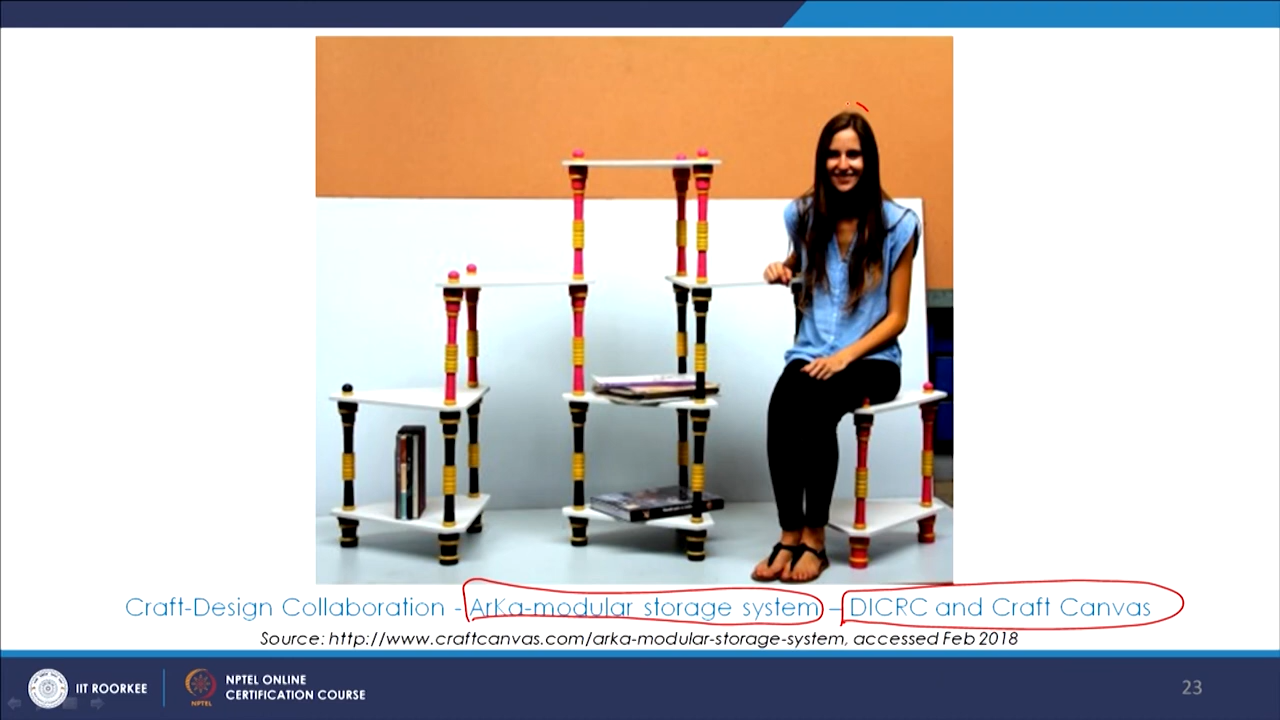 Craft-Design Collaboration - ArKa-modular storage system – DICRC and Craft Canvas
Source: http://www.craftcanvas.com/arka-modular-storage-system, accessed Feb 2018
IIT ROORKEE
NPTEL
NPTEL ONLINE
CERTIFICATION COURSE
23